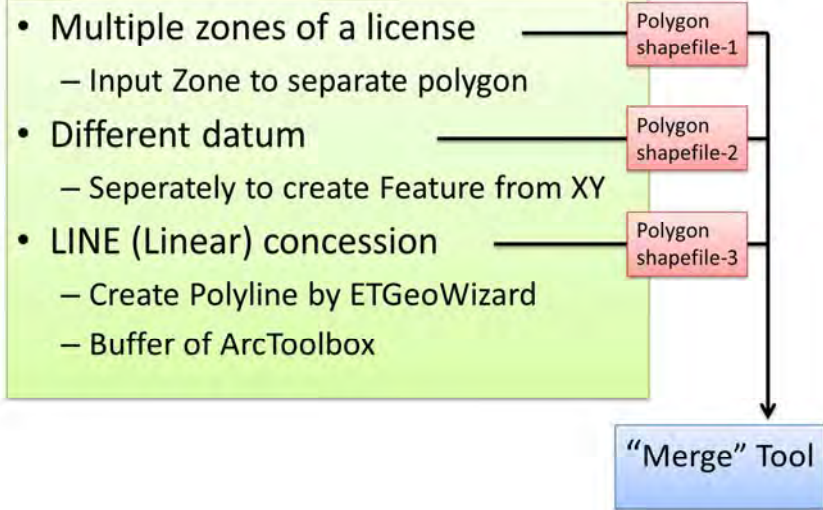 • Multiple zones of a license
– Input Zone to separate polygon
• Different datum
– Seperately to create Feature from XY
• LINE (Linear) concession
– Create Polyline by ETGeoWizard
– Buffer of ArcToolbox
Polygon
shapefile-1
Polygon
shapefile-2
Polygon
shapefile-3
“Merge” Tool